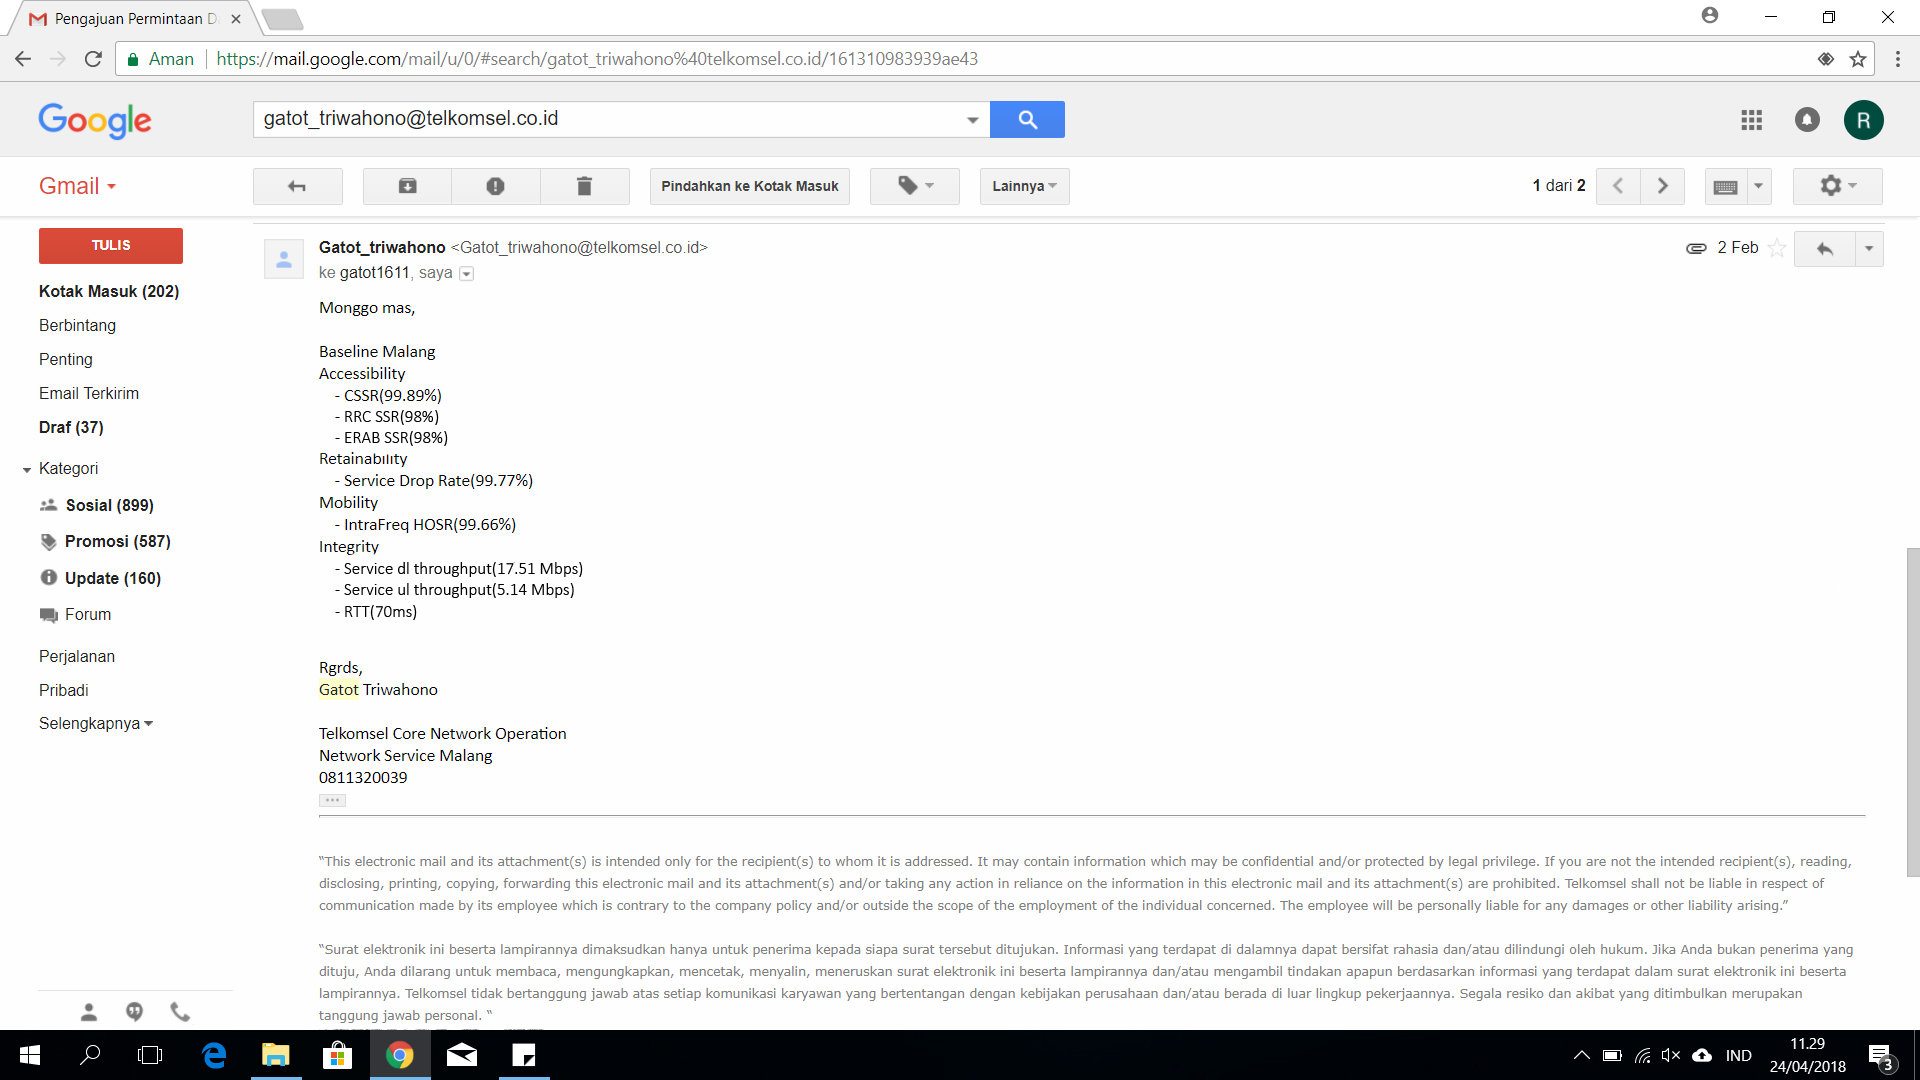 Pengajuan Permintaan D
Aman
https://mail.google.com/mail/u/0/#search/gatot_triwahono%40telkomsel.co.id/161310983939ae43
Google
gatot_triwahono@telkomsel.co.id
R
Gmail
Pindahkan ke Kotak Masuk
Lainnya
1 dari 2
TULIS
Kotak Masuk (202)
Berbintang
Penting
Email Terkirim
Draf (37)
Kategori
Sosial (899)
Promosi (587)
Update (160)
Forum
Perjalanan
Pribadi
Selengkapnya
Gatot_triwahono <Gatot_triwahono@telkomsel.co.id>
2 Feb
ke gatot1611, saya
Monggo mas,
Baseline Malang
Accessibility
- CSSR(99.89%)
- RRC SSR(98%)
- ERAB SSR(98%)
Retainability
- Service Drop Rate(99.77%)
Mobility
- IntraFreq HOSR(99.66%)
Integrity
- Service dl throughput(17.51 Mbps)
- Service ul throughput(5.14 Mbps)
- RTT(70ms)
Rgrds,
Gatot Triwahono
Telkomsel Core Network Operation
Network Service Malang
0811320039
“This electronic mail and its attachment(s) is intended only for the recipient(s) to whom it is addressed. It may contain information which may be confidential and/or protected by legal privilege. If you are not the intended recipient(s), reading,
disclosing, printing, copying, forwarding this electronic mail and its attachment(s) and/or taking any action in reliance on the information in this electronic mail and its attachment(s) are prohibited. Telkomsel shall not be liable in respect of
communication made by its employee which is contrary to the company policy and/or outside the scope of the employment of the individual concerned. The employee will be personally liable for any damages or other liability arising.”
“Surat elektronik ini beserta lampirannya dimaksudkan hanya untuk penerima kepada siapa surat tersebut ditujukan. Informasi yang terdapat di dalamnya dapat bersifat rahasia dan/atau dilindungi oleh hukum. Jika Anda bukan penerima yang
dituju, Anda dilarang untuk membaca, mengungkapkan, mencetak, menyalin, meneruskan surat elektronik ini beserta lampirannya dan/atau mengambil tindakan apapun berdasarkan informasi yang terdapat dalam surat elektronik ini beserta
lampirannya. Telkomsel tidak bertanggung jawab atas setiap komunikasi karyawan yang bertentangan dengan kebijakan perusahaan dan/atau berada di luar lingkup pekerjaannya. Segala resiko dan akibat yang ditimbulkan merupakan
tanggung jawab personal. “
IND
11.29
24/04/2018
3